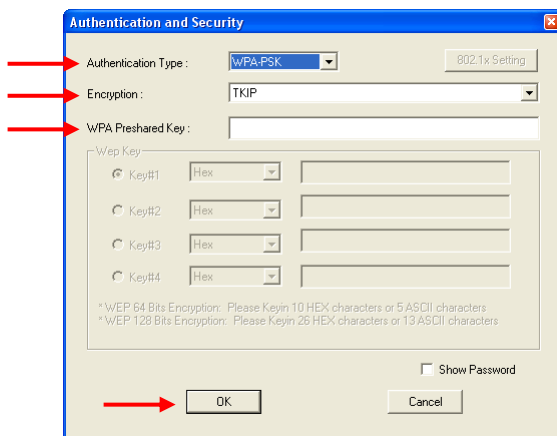 Authentication and Security
Authentication Type : WPA-PSK 802.1x Setting
Encryption : TKIP
WPA Preshared Key :
Wep Key
Key#1 Hex
Key#2 Hex
Key#3 Hex
Key#4 Hex
* WEP 64 Bits Encryption: Please Keyin 10 HEX characters or 5 ASCII characters
* WEP 128 Bits Encryption: Please Keyin 26 HEX characters or 13 ASCII characters
Show Password
OK Cancel